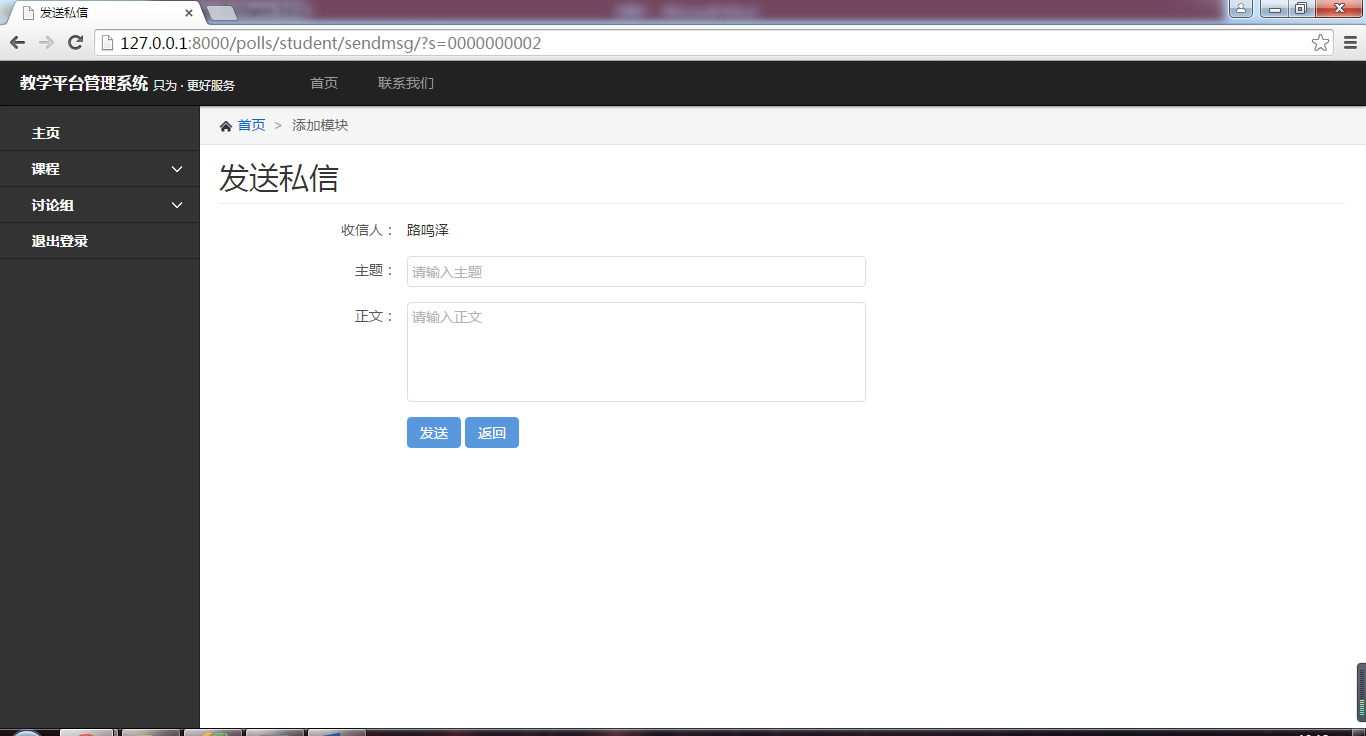 发送私信
127.0.0.1:8000/polls/student/sendmsg/?s=0000000002
教学平台管理系统 只为 · 更好服务 首页 联系我们
主页
课程
讨论组
退出登录
首页 > 添加模块
发送私信
收信人： 路鸣泽
主题： 请输入主题
正文： 请输入正文
发送 返回